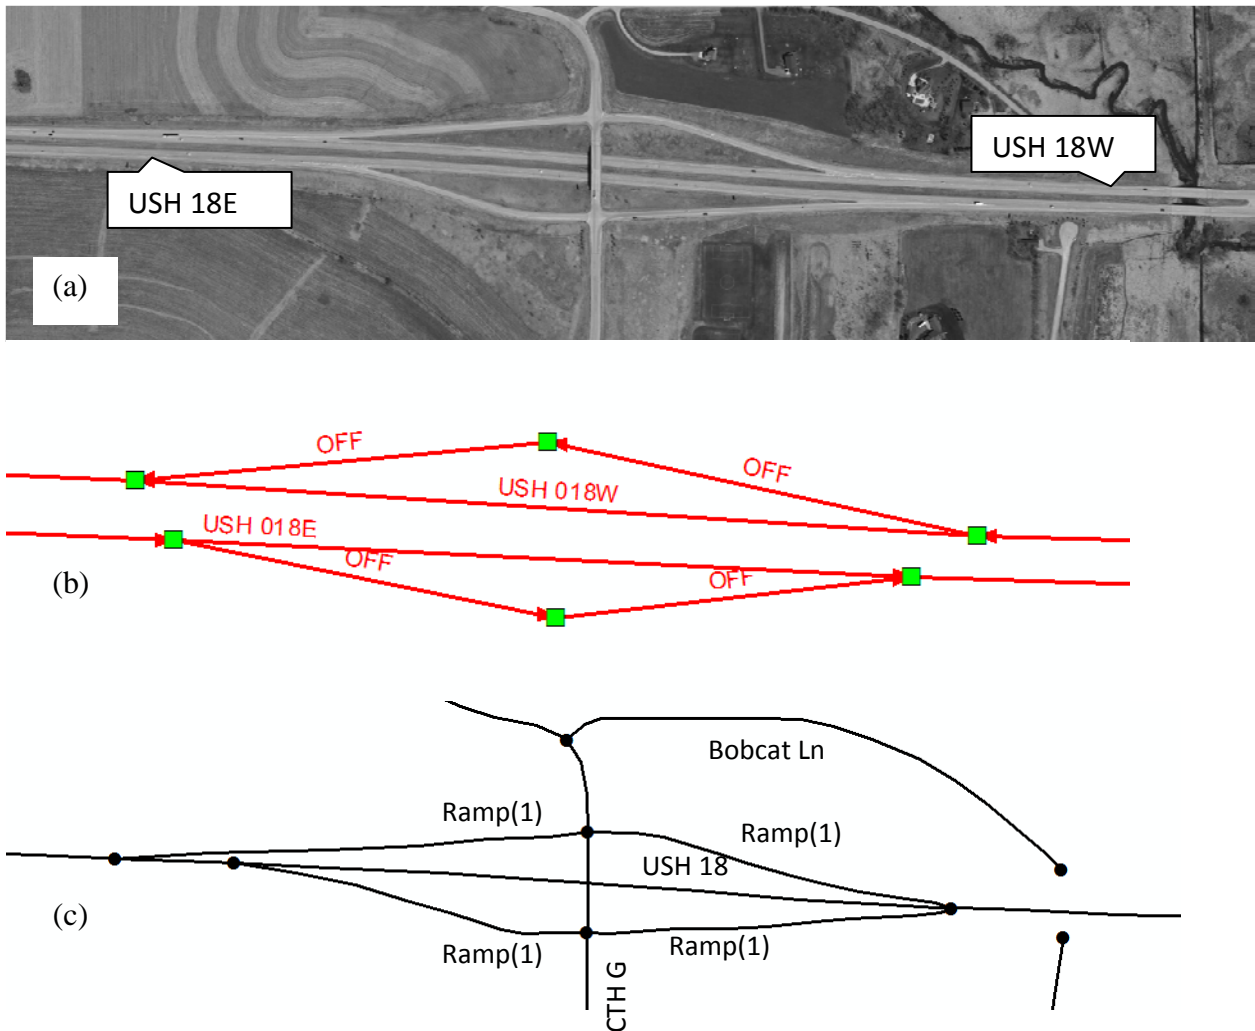 USH 18W
USH 18E
(a)
OFF
OFF
USH 018W
USH 018E
OFF
OFF
(b)
Bobcat Ln
Ramp(1)
Ramp(1)
USH 18
(c)
Ramp(1)
Ramp(1)
CTH G